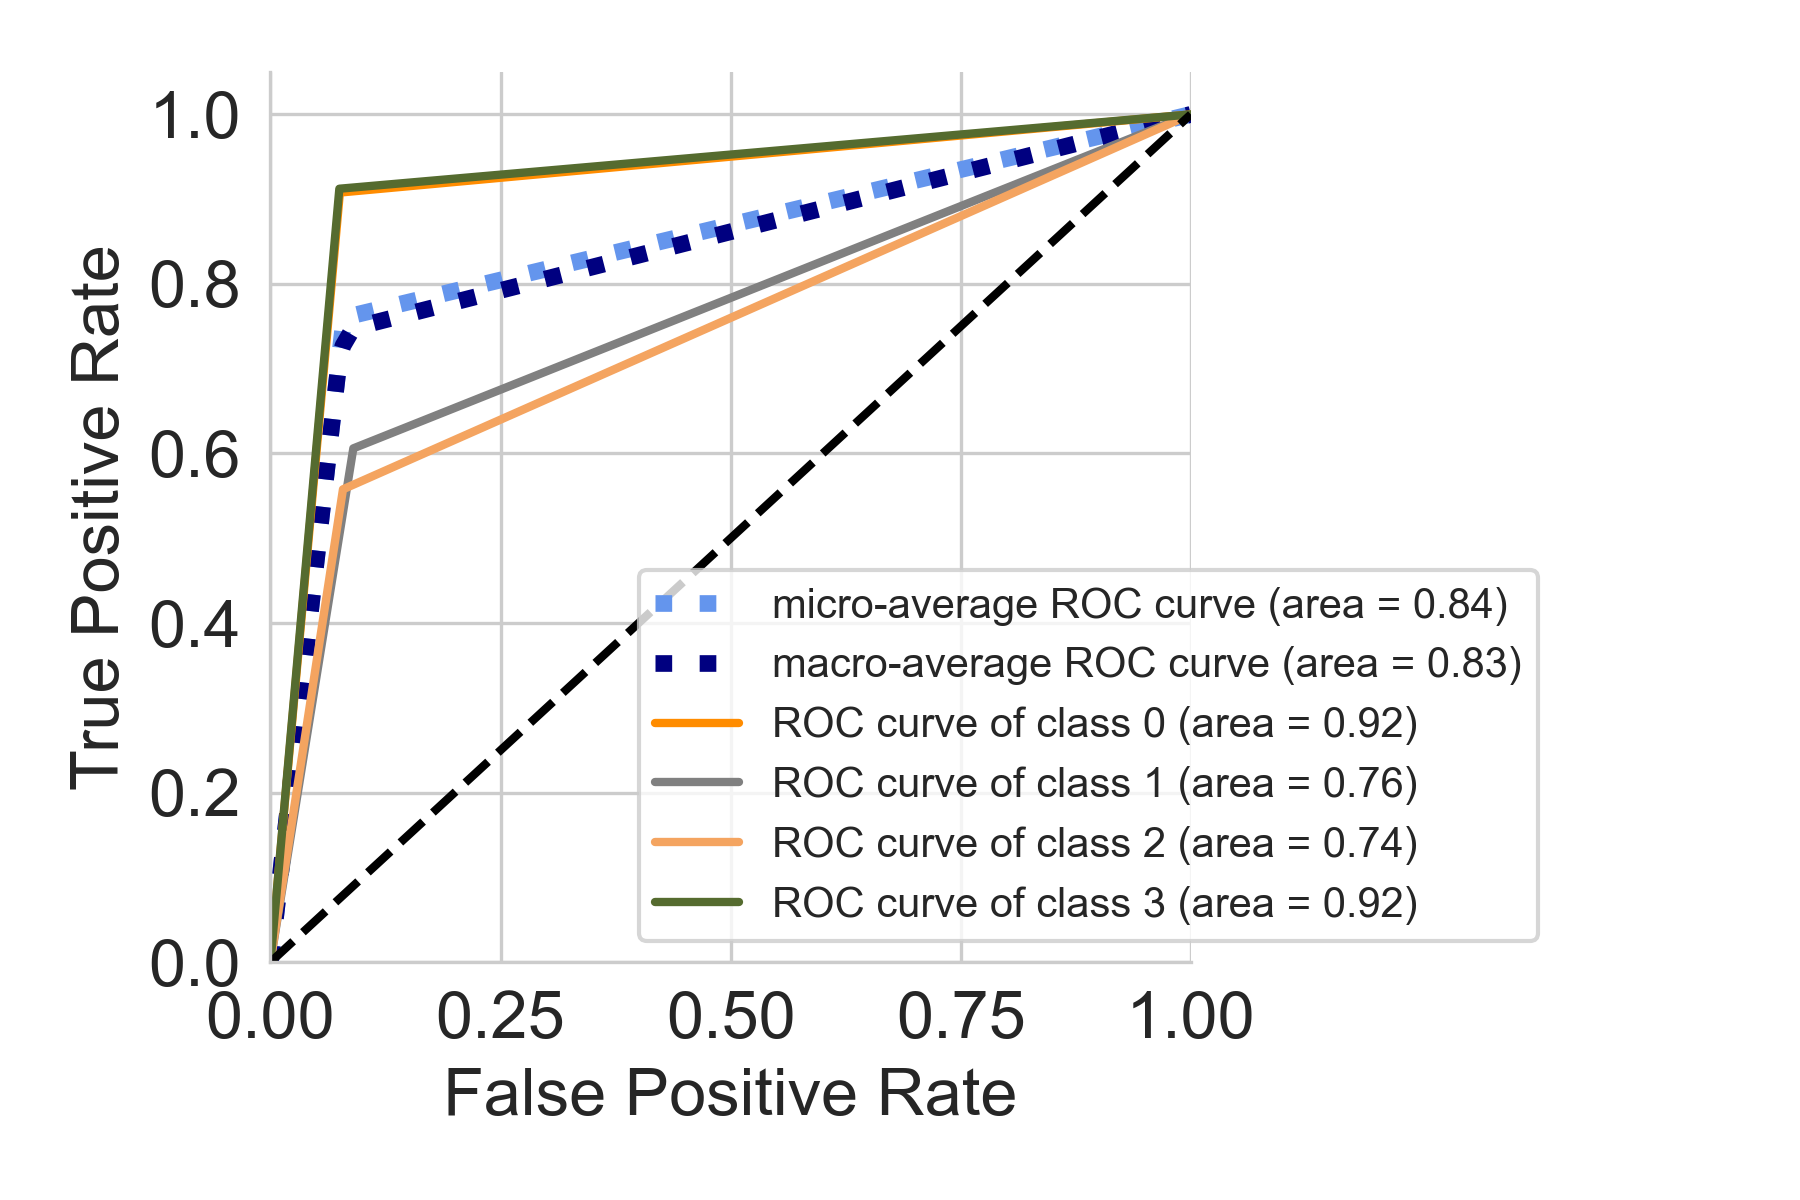 True Positive Rate
1.0
0.8
0.6
0.4
0.2
0.0
micro-average ROC curve (area = 0.84)
macro-average ROC curve (area = 0.83)
ROC curve of class 0 (area = 0.92)
ROC curve of class 1 (area = 0.76)
ROC curve of class 2 (area = 0.74)
ROC curve of class 3 (area = 0.92)
0.00 0.25 0.50 0.75 1.00
False Positive Rate